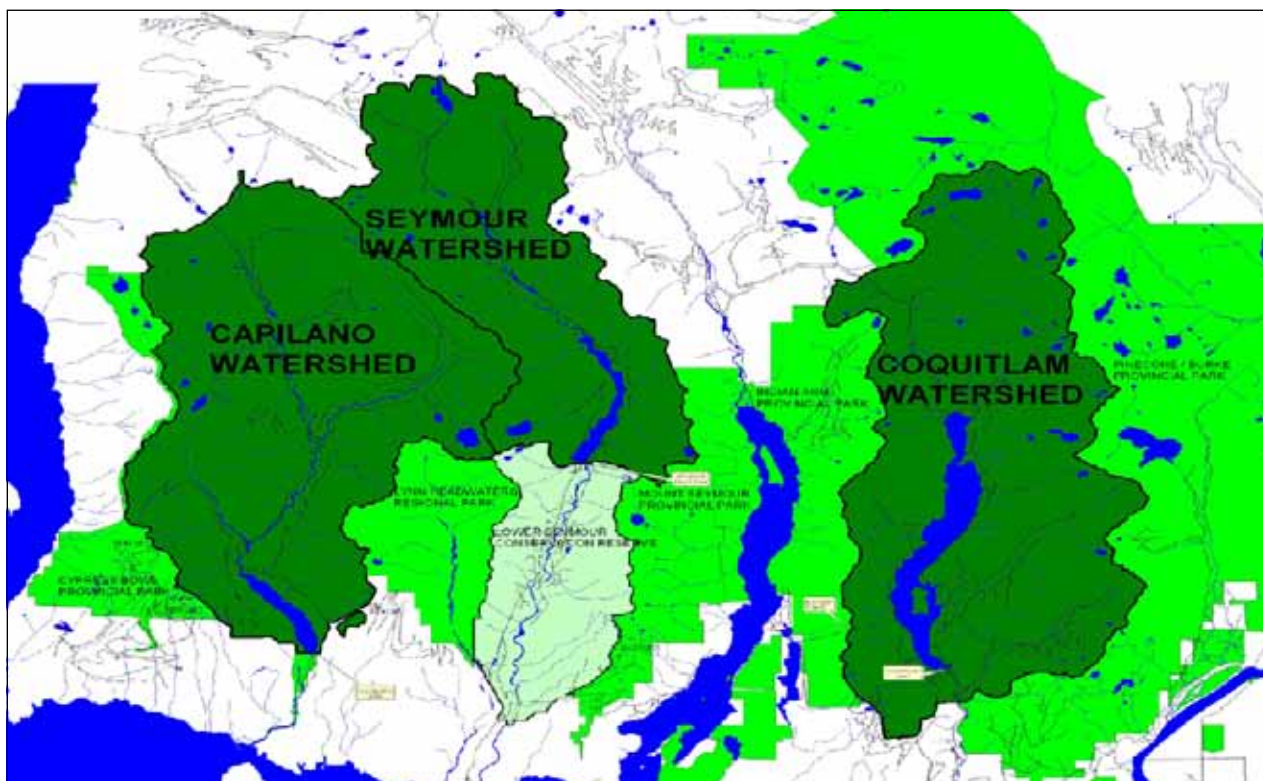 SEYMOUR
WATERSHED
CAPILANO
WATERSHED
COQUITLAM
WATERSHED
PINECONE / BURKE
PROVINCIAL PARK
INDIAN ARM
PROVINCIAL PARK
LYNN HEADWATERS
REGIONAL PARK
MOUNT SEYMOUR
PROVINCIAL PARK
LOWER SEYMOUR
CONSERVATION RESERVE
CYPRESS BOWL
PROVINCIAL PARK